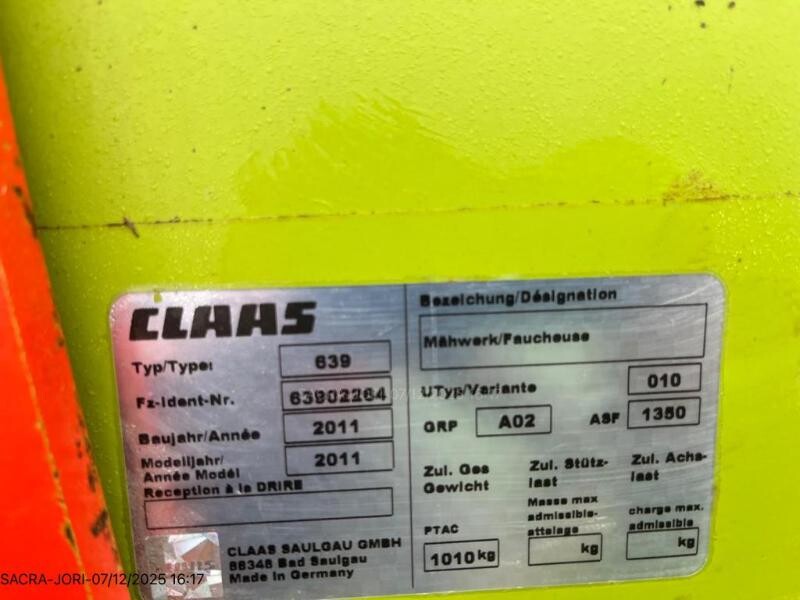 CLAAS
Typ/Type: 639
Fz-Ident-Nr. 63902264
Baujahr/Année 2011
Modelljahr/
Année Modél 2011
Reception à la DRIRE
CLAAS SAULGAU GMBH
88348 Bad Saulgau
Made in Germany
Bezeichung/Désignation
Mähwerk/Faucheuse
UTyp/Variante 010
GRP A02 ASF 1350
Zul. Ges
Gewicht
PTAC
1010 kg
Zul. Stütz-
last
Masse max
admissible-
attelage
kg
Zul. Achs-
last
charge max.
admissible
kg
SACRA-JORI-07/12/2025 16:17